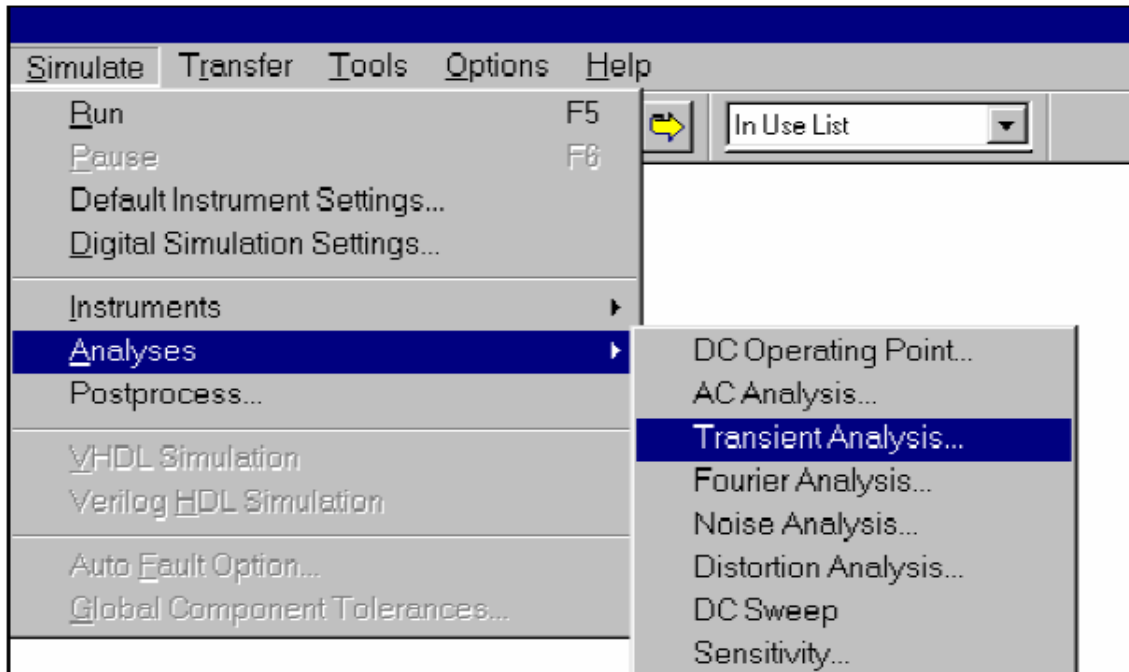 Simulate Transfer Tools Options Help
Run F5
In Use List
Pause F6
Default Instrument Settings...
Digital Simulation Settings...
Instruments
Analyses
Postprocess...
VHDL Simulation
Verilog HDL Simulation
Auto Fault Option...
Global Component Tolerances...
DC Operating Point...
AC Analysis...
Transient Analysis...
Fourier Analysis...
Noise Analysis...
Distortion Analysis...
DC Sweep
Sensitivity...